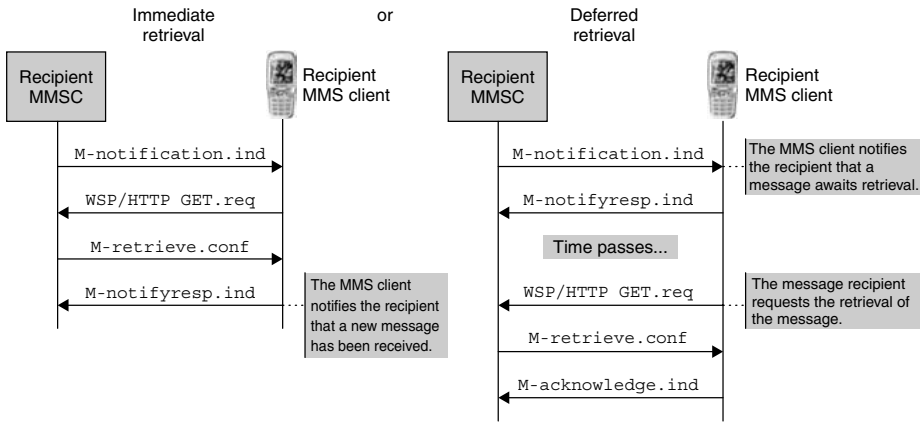 Immediate
retrieval
or
Deferred
retrieval
Recipient
MMSC
Recipient
MMS client
M-notification.ind
WSP/HTTP GET.req
M-retrieve.conf
M-notifyresp.ind
The MMS client
notifies the recipient
that a new message
has been received.
Recipient
MMSC
Recipient
MMS client
M-notification.ind
The MMS client notifies
the recipient that a
message awaits retrieval.
M-notifyresp.ind
Time passes...
WSP/HTTP GET.req
The message recipient
requests the retrieval of
the message.
M-retrieve.conf
M-acknowledge.ind